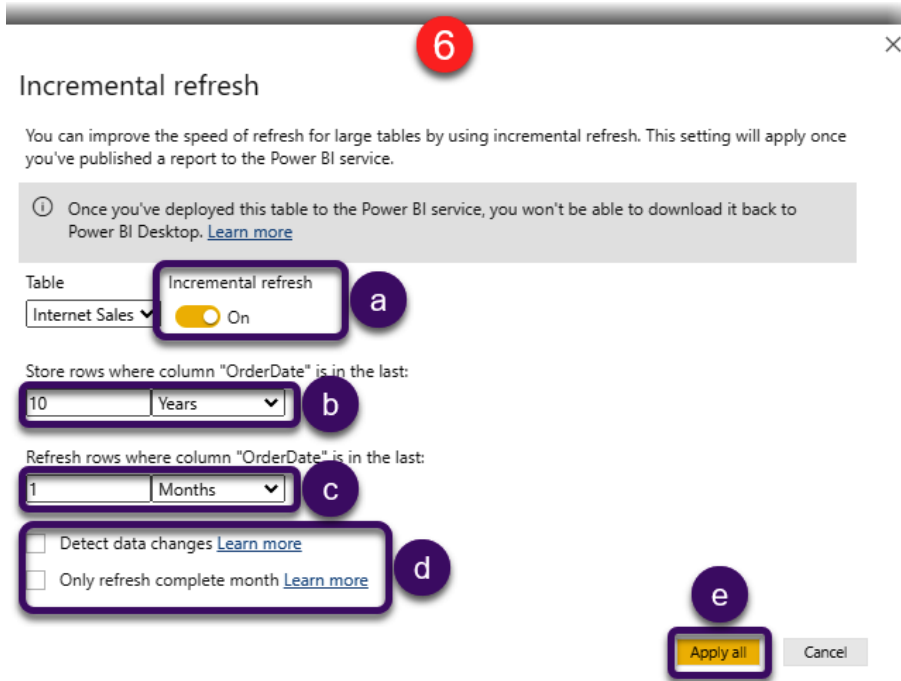 6
Incremental refresh
You can improve the speed of refresh for large tables by using incremental refresh. This setting will apply once
you've published a report to the Power BI service.
Once you've deployed this table to the Power BI service, you won't be able to download it back to
Power BI Desktop. Learn more
Table Incremental refresh
a
Internet Sales On
Store rows where column "OrderDate" is in the last:
10 Years b
Refresh rows where column "OrderDate" is in the last:
1 Months c
Detect data changes Learn more
d
Only refresh complete month Learn more
e
Apply all Cancel